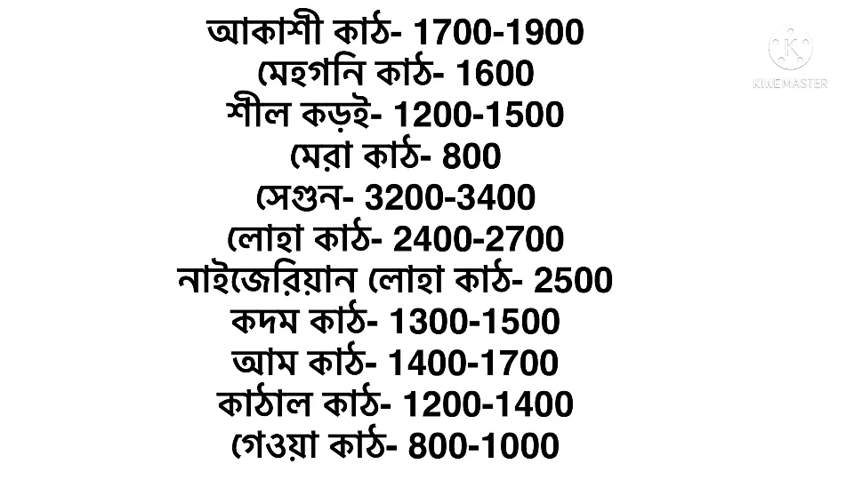 আকাশী কাঠ- 1700-1900
মেহগনি কাঠ- 1600
শীল কড়ই- 1200-1500
মেরা কাঠ- 800
সেগুন- 3200-3400
লোহা কাঠ- 2400-2700
নাইজেরিয়ান লোহা কাঠ- 2500
কদম কাঠ- 1300-1500
আম কাঠ- 1400-1700
কাঠাল কাঠ- 1200-1400
গেওয়া কাঠ- 800-1000
KINEMASTER